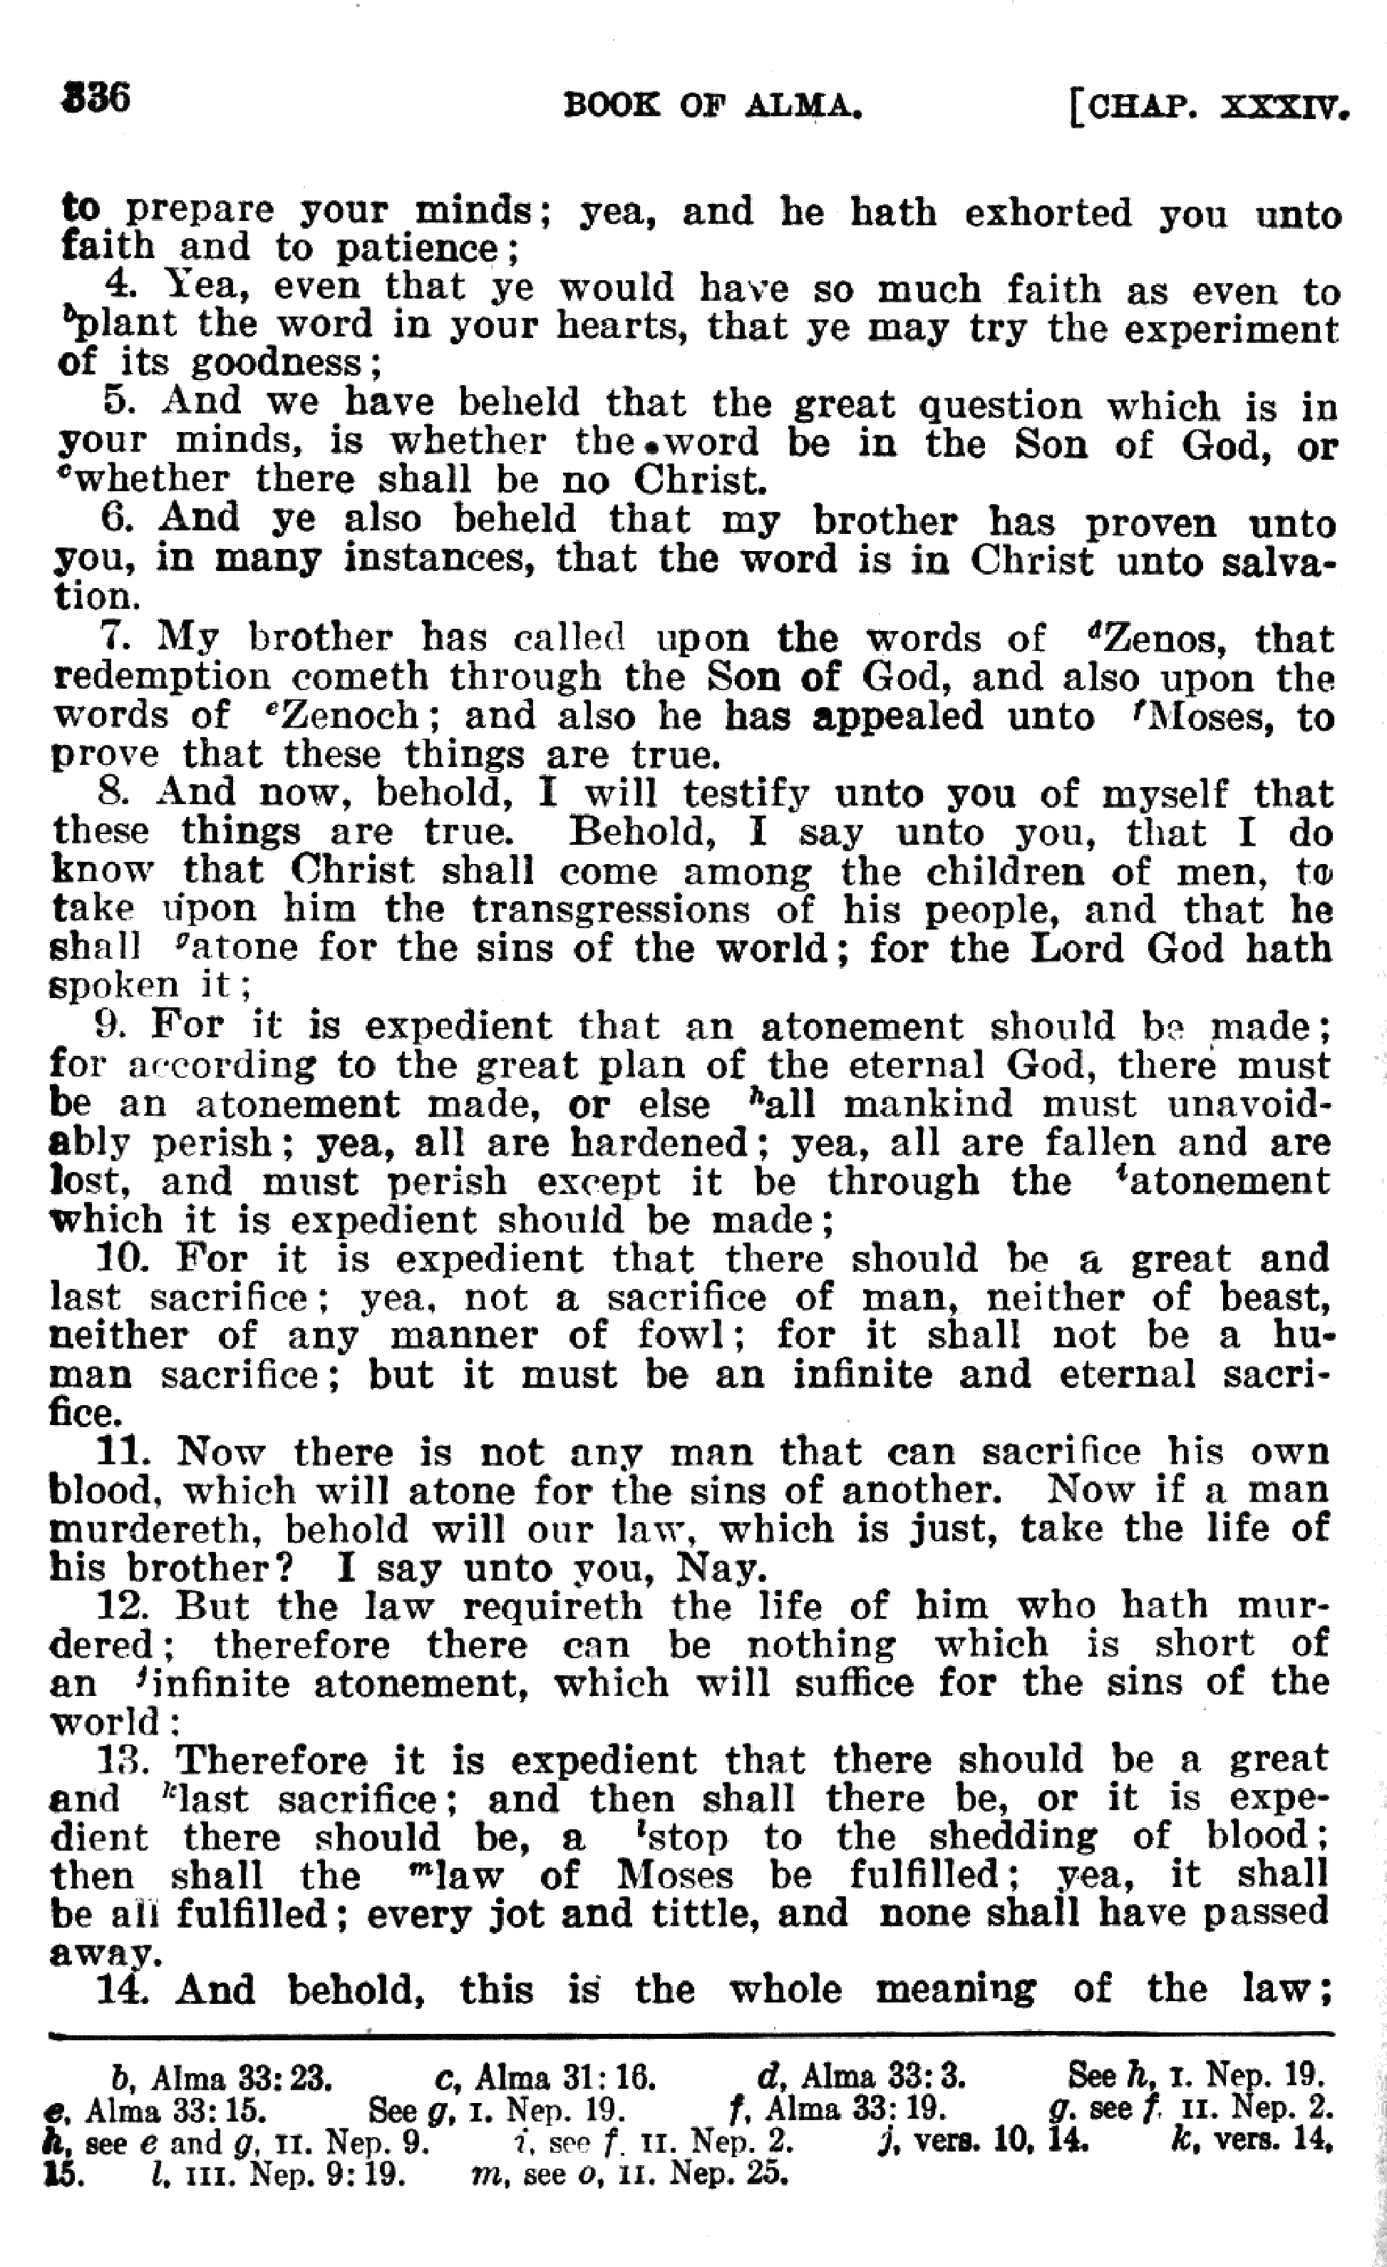 336 BOOK OF ALMA. [CHAP. XXXIV.
to prepare your minds; yea, and he hath exhorted you unto
faith and to patience;
4. Yea, even that ye would have so much faith as even to
ᵇplant the word in your hearts, that ye may try the experiment
of its goodness;
5. And we have beheld that the great question which is in
your minds, is whether the word be in the Son of God, or
ᶜwhether there shall be no Christ.
6. And ye also beheld that my brother has proven unto
you, in many instances, that the word is in Christ unto salva-
tion.
7. My brother has called upon the words of ᵈZenos, that
redemption cometh through the Son of God, and also upon the
words of ᵉZenoch; and also he has appealed unto ᶠMoses, to
prove that these things are true.
8. And now, behold, I will testify unto you of myself that
these things are true. Behold, I say unto you, that I do
know that Christ shall come among the children of men, to
take upon him the transgressions of his people, and that he
shall ᵍatone for the sins of the world; for the Lord God hath
spoken it;
9. For it is expedient that an atonement should be made;
for according to the great plan of the eternal God, there must
be an atonement made, or else ʰall mankind must unavoid-
ably perish; yea, all are hardened; yea, all are fallen and are
lost, and must perish except it be through the ⁱatonement
which it is expedient should be made;
10. For it is expedient that there should be a great and
last sacrifice; yea, not a sacrifice of man, neither of beast,
neither of any manner of fowl; for it shall not be a hu-
man sacrifice; but it must be an infinite and eternal sacri-
fice.
11. Now there is not any man that can sacrifice his own
blood, which will atone for the sins of another. Now if a man
murdereth, behold will our law, which is just, take the life of
his brother? I say unto you, Nay.
12. But the law requireth the life of him who hath mur-
dered; therefore there can be nothing which is short of
an ʲinfinite atonement, which will suffice for the sins of the
world:
13. Therefore it is expedient that there should be a great
and ᵏlast sacrifice; and then shall there be, or it is expe-
dient there should be, a ˡstop to the shedding of blood;
then shall the ᵐlaw of Moses be fulfilled; yea, it shall
be all fulfilled; every jot and tittle, and none shall have passed
away.
14. And behold, this is the whole meaning of the law;
b, Alma 33:23. c, Alma 31:16. d, Alma 33:3. See h, I. Nep. 19.
e, Alma 33:15. See g, I. Nep. 19. f, Alma 33:19. g. see f, II. Nep. 2.
h, see e and g, II. Nep. 9. i, see f. II. Nep. 2. j, vers. 10, 14. k, vers. 14,
15. l, III. Nep. 9:19. m, see o, II. Nep. 25.